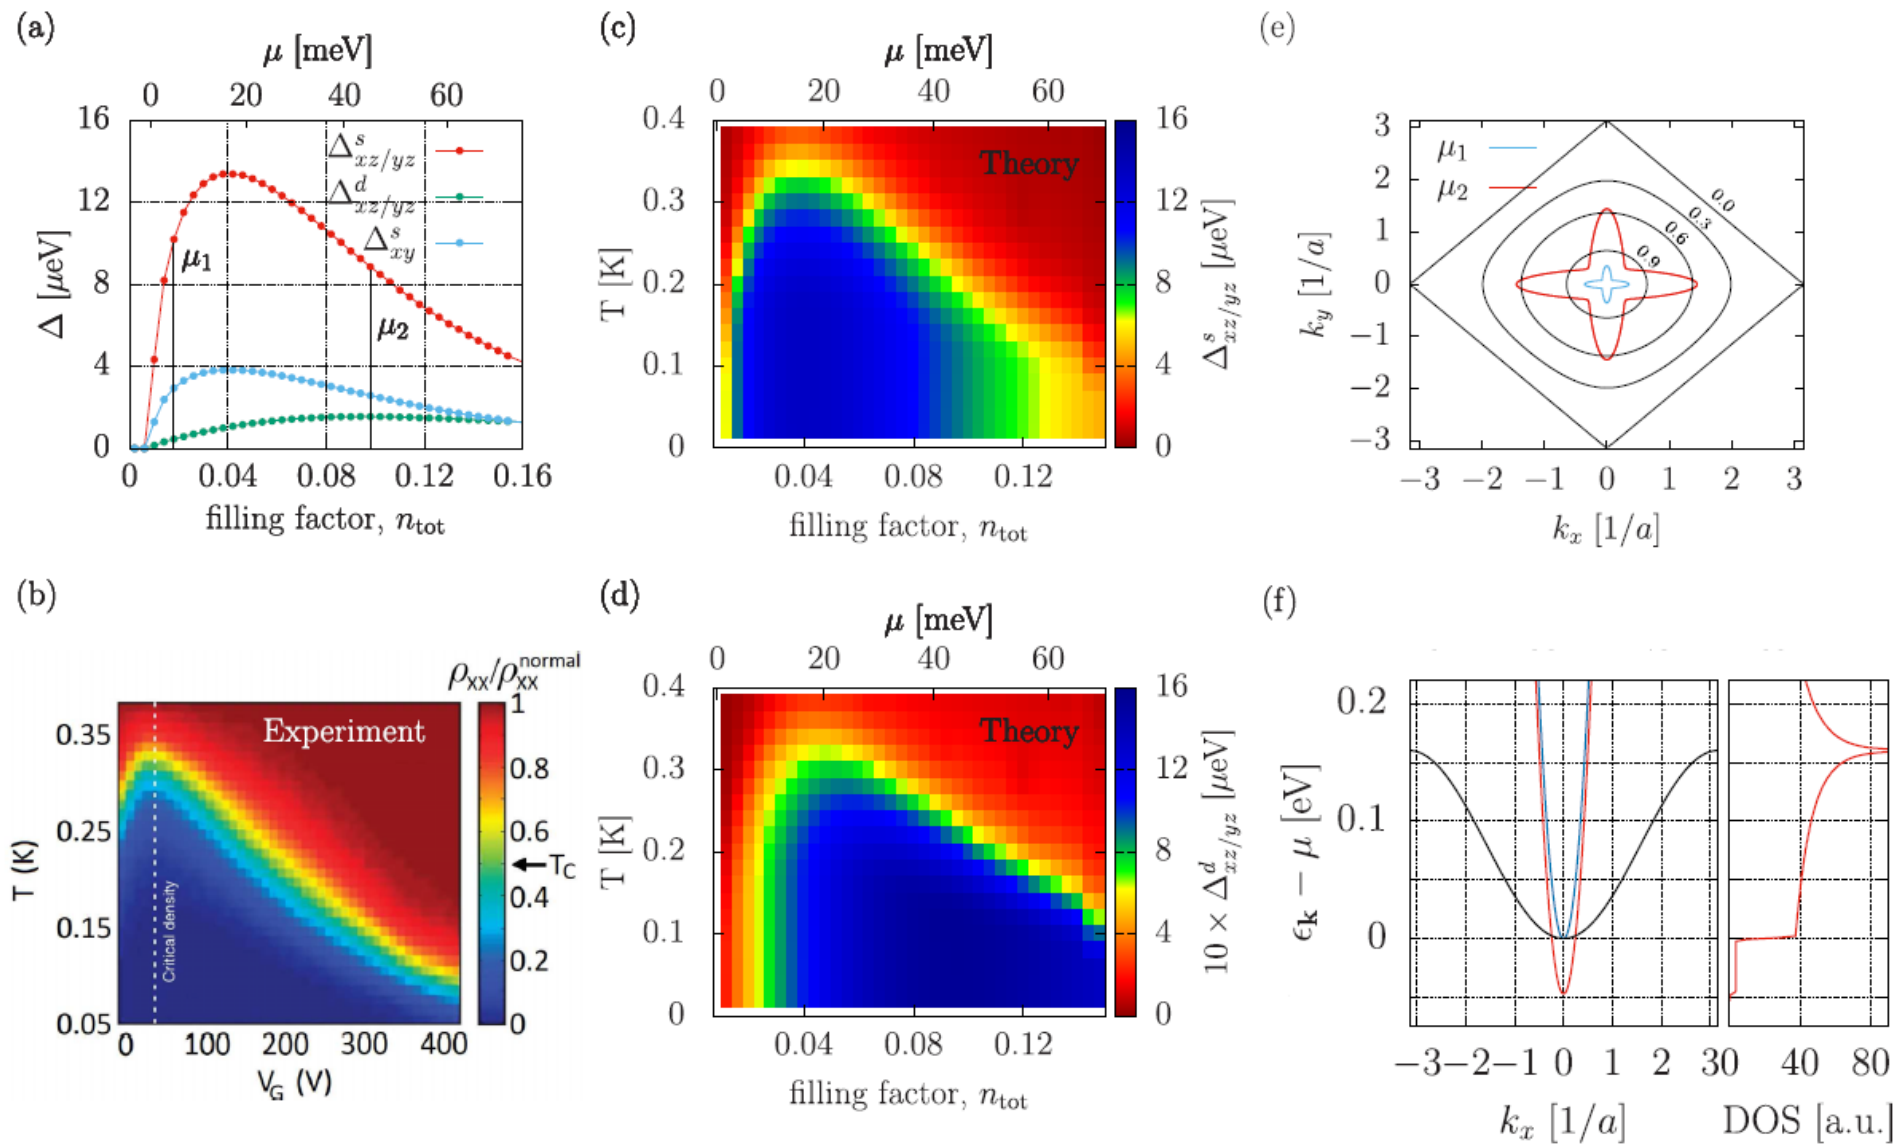 (a)
μ [meV]
0 20 40 60
16
12
8
4
0
Δ [μeV]
Δ^s_{xz/yz}
Δ^d_{xz/yz}
Δ^s_{xy}
μ₁
μ₂
0 0.04 0.08 0.12 0.16
filling factor, n_tot
(b)
ρ_XX/ρ_XX^normal
Experiment
Critical density
T_C
0.35
0.25
0.15
0.05
T (K)
0 100 200 300 400
V_G (V)
1
0.8
0.6
0.4
0.2
0
(c)
μ [meV]
0 20 40 60
0.4
0.3
0.2
0.1
0
T [K]
Theory
0.04 0.08 0.12
filling factor, n_tot
16
12
8
4
0
Δ^s_{xz/yz} [μeV]
(d)
μ [meV]
0 20 40 60
0.4
0.3
0.2
0.1
0
T [K]
Theory
0.04 0.08 0.12
filling factor, n_tot
16
12
8
4
0
10 × Δ^d_{xz/yz} [μeV]
(e)
μ₁
μ₂
0.0
0.3
0.6
0.9
3
2
1
0
−1
−2
−3
k_y [1/a]
−3 −2 −1 0 1 2 3
k_x [1/a]
(f)
0.2
0.1
0
ϵ_k − μ [eV]
−3 −2 −1 0 1 2 3
k_x [1/a]
0 40 80
DOS [a.u.]